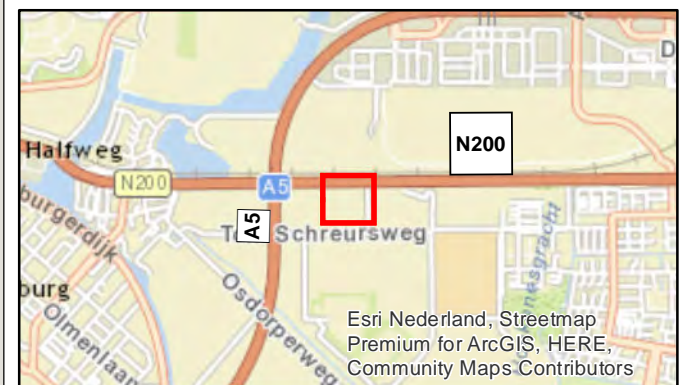 D
N200
Halfweg
N200
A5
A5
Schreursweg
burgerdijk
Osdorperweg
burg
Olmenlaan
Esri Nederland, Streetmap
Premium for ArcGIS, HERE,
Community Maps Contributors